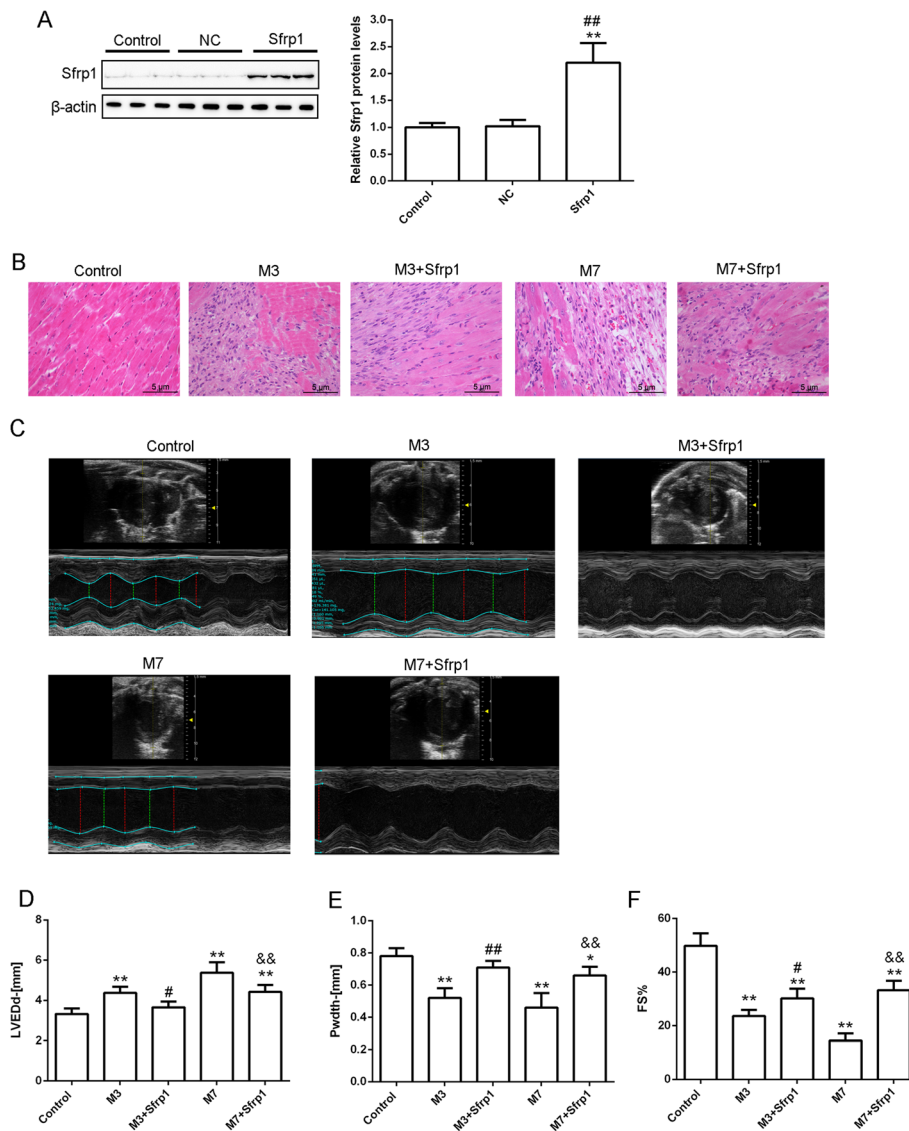 A
Control NC Sfrp1
Sfrp1
β-actin
Relative Sfrp1 protein levels
3.0
2.5
2.0
1.5
1.0
0.5
0.0
##
**
Control NC Sfrp1
B
Control M3 M3+Sfrp1 M7 M7+Sfrp1
5 μm 5 μm 5 μm 5 μm 5 μm
C
Control M3 M3+Sfrp1
M7 M7+Sfrp1
D
LVEDd-[mm]
8
6
4
2
0
** # ** &&
**
Control M3 M3+Sfrp1 M7 M7+Sfrp1
E
Pwdth-[mm]
1.0
0.8
0.6
0.4
0.2
0.0
** ## ** &&
*
Control M3 M3+Sfrp1 M7 M7+Sfrp1
F
FS%
60
40
20
0
** #
** ** &&
**
Control M3 M3+Sfrp1 M7 M7+Sfrp1